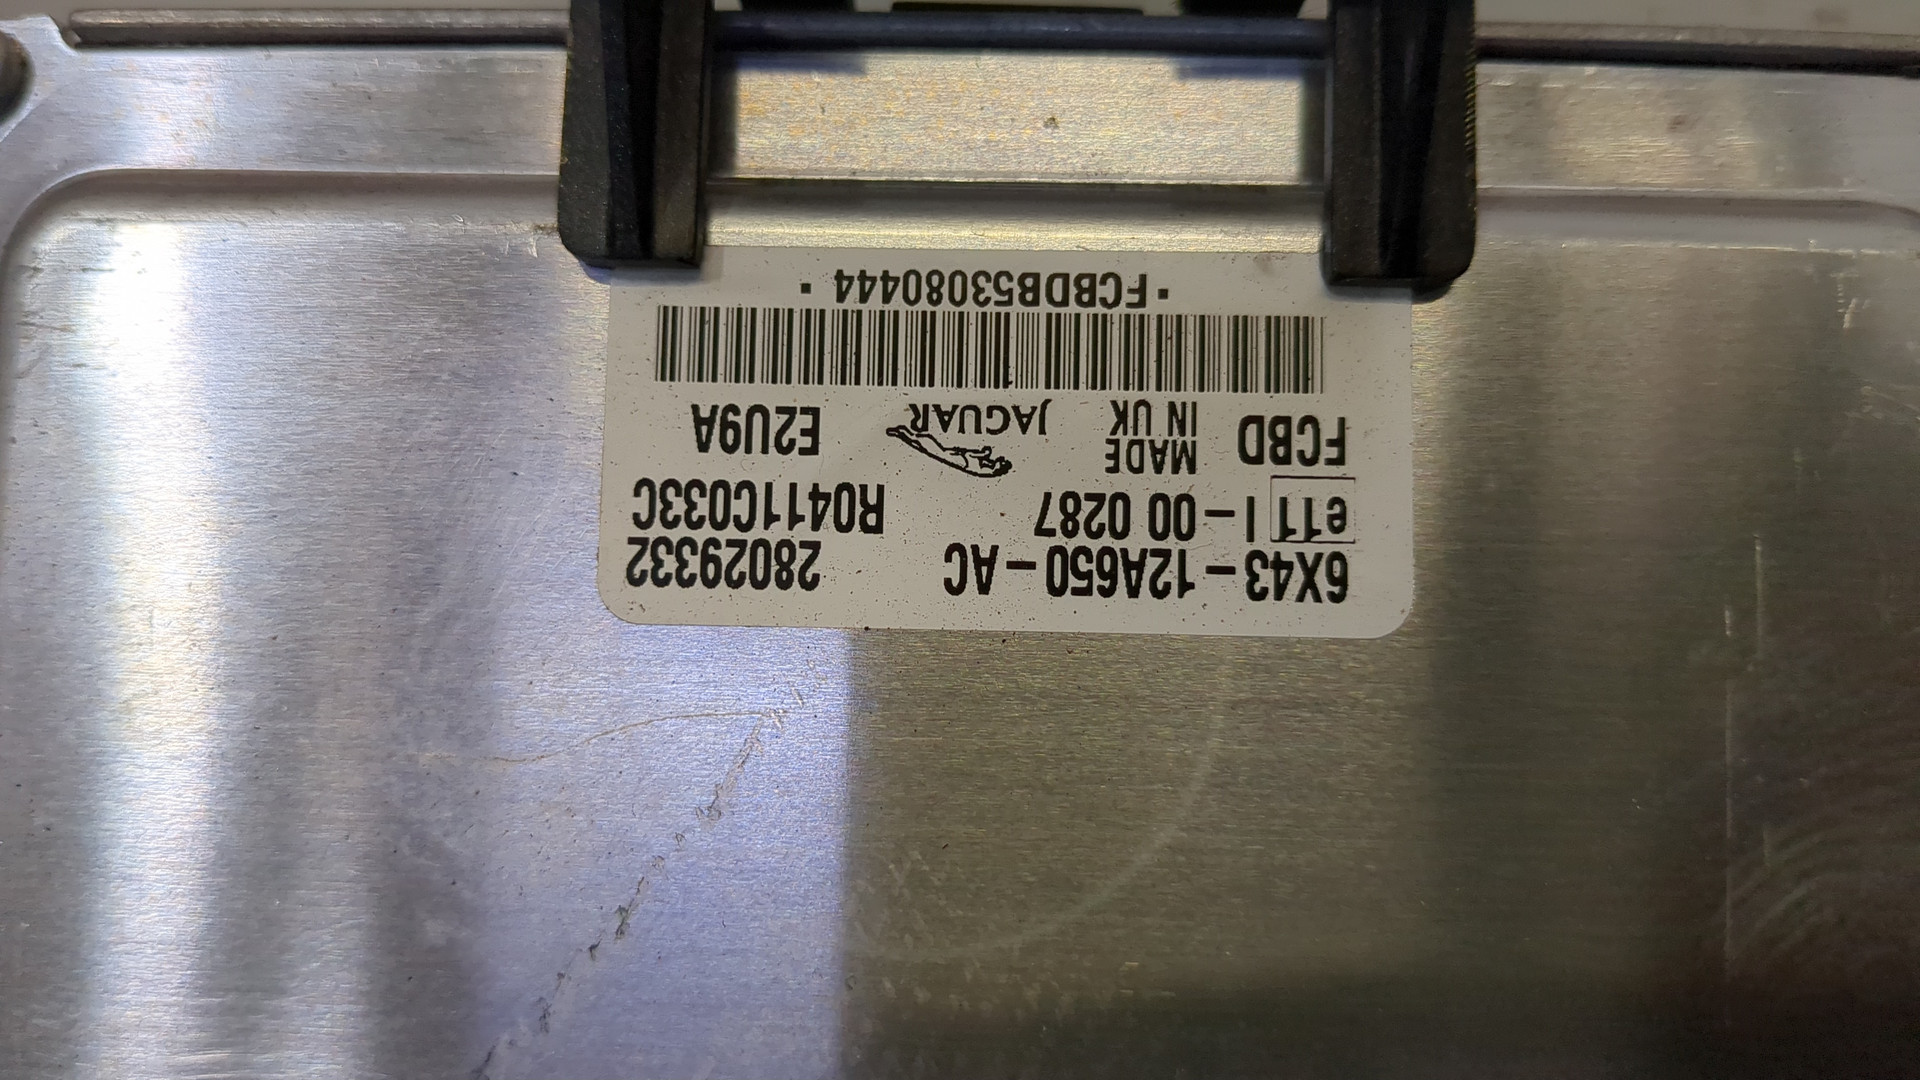 6X43-12A650-AC 28029332
e11 I-00 0287 R0411C033C
FCBD MADE IN UK JAGUAR E2U9A
·FCBDB53080444·